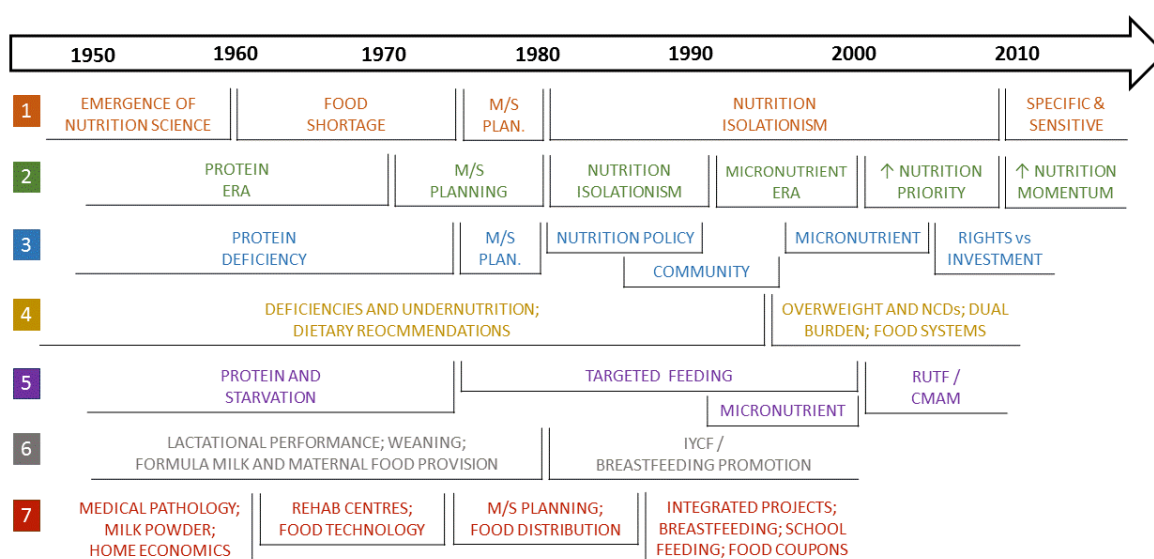 1950 1960 1970 1980 1990 2000 2010
1 EMERGENCE OF NUTRITION SCIENCE
FOOD SHORTAGE
M/S PLAN.
NUTRITION ISOLATIONISM
SPECIFIC & SENSITIVE
2 PROTEIN ERA
M/S PLANNING
NUTRITION ISOLATIONISM
MICRONUTRIENT ERA
↑ NUTRITION PRIORITY
↑ NUTRITION MOMENTUM
3 PROTEIN DEFICIENCY
M/S PLAN.
NUTRITION POLICY
COMMUNITY
MICRONUTRIENT
RIGHTS vs INVESTMENT
4 DEFICIENCIES AND UNDERNUTRITION; DIETARY REOCMMENDATIONS
OVERWEIGHT AND NCDs; DUAL BURDEN; FOOD SYSTEMS
5 PROTEIN AND STARVATION
TARGETED FEEDING
MICRONUTRIENT
RUTF / CMAM
6 LACTATIONAL PERFORMANCE; WEANING; FORMULA MILK AND MATERNAL FOOD PROVISION
IYCF / BREASTFEEDING PROMOTION
7 MEDICAL PATHOLOGY; MILK POWDER; HOME ECONOMICS
REHAB CENTRES; FOOD TECHNOLOGY
M/S PLANNING; FOOD DISTRIBUTION
INTEGRATED PROJECTS; BREASTFEEDING; SCHOOL FEEDING; FOOD COUPONS